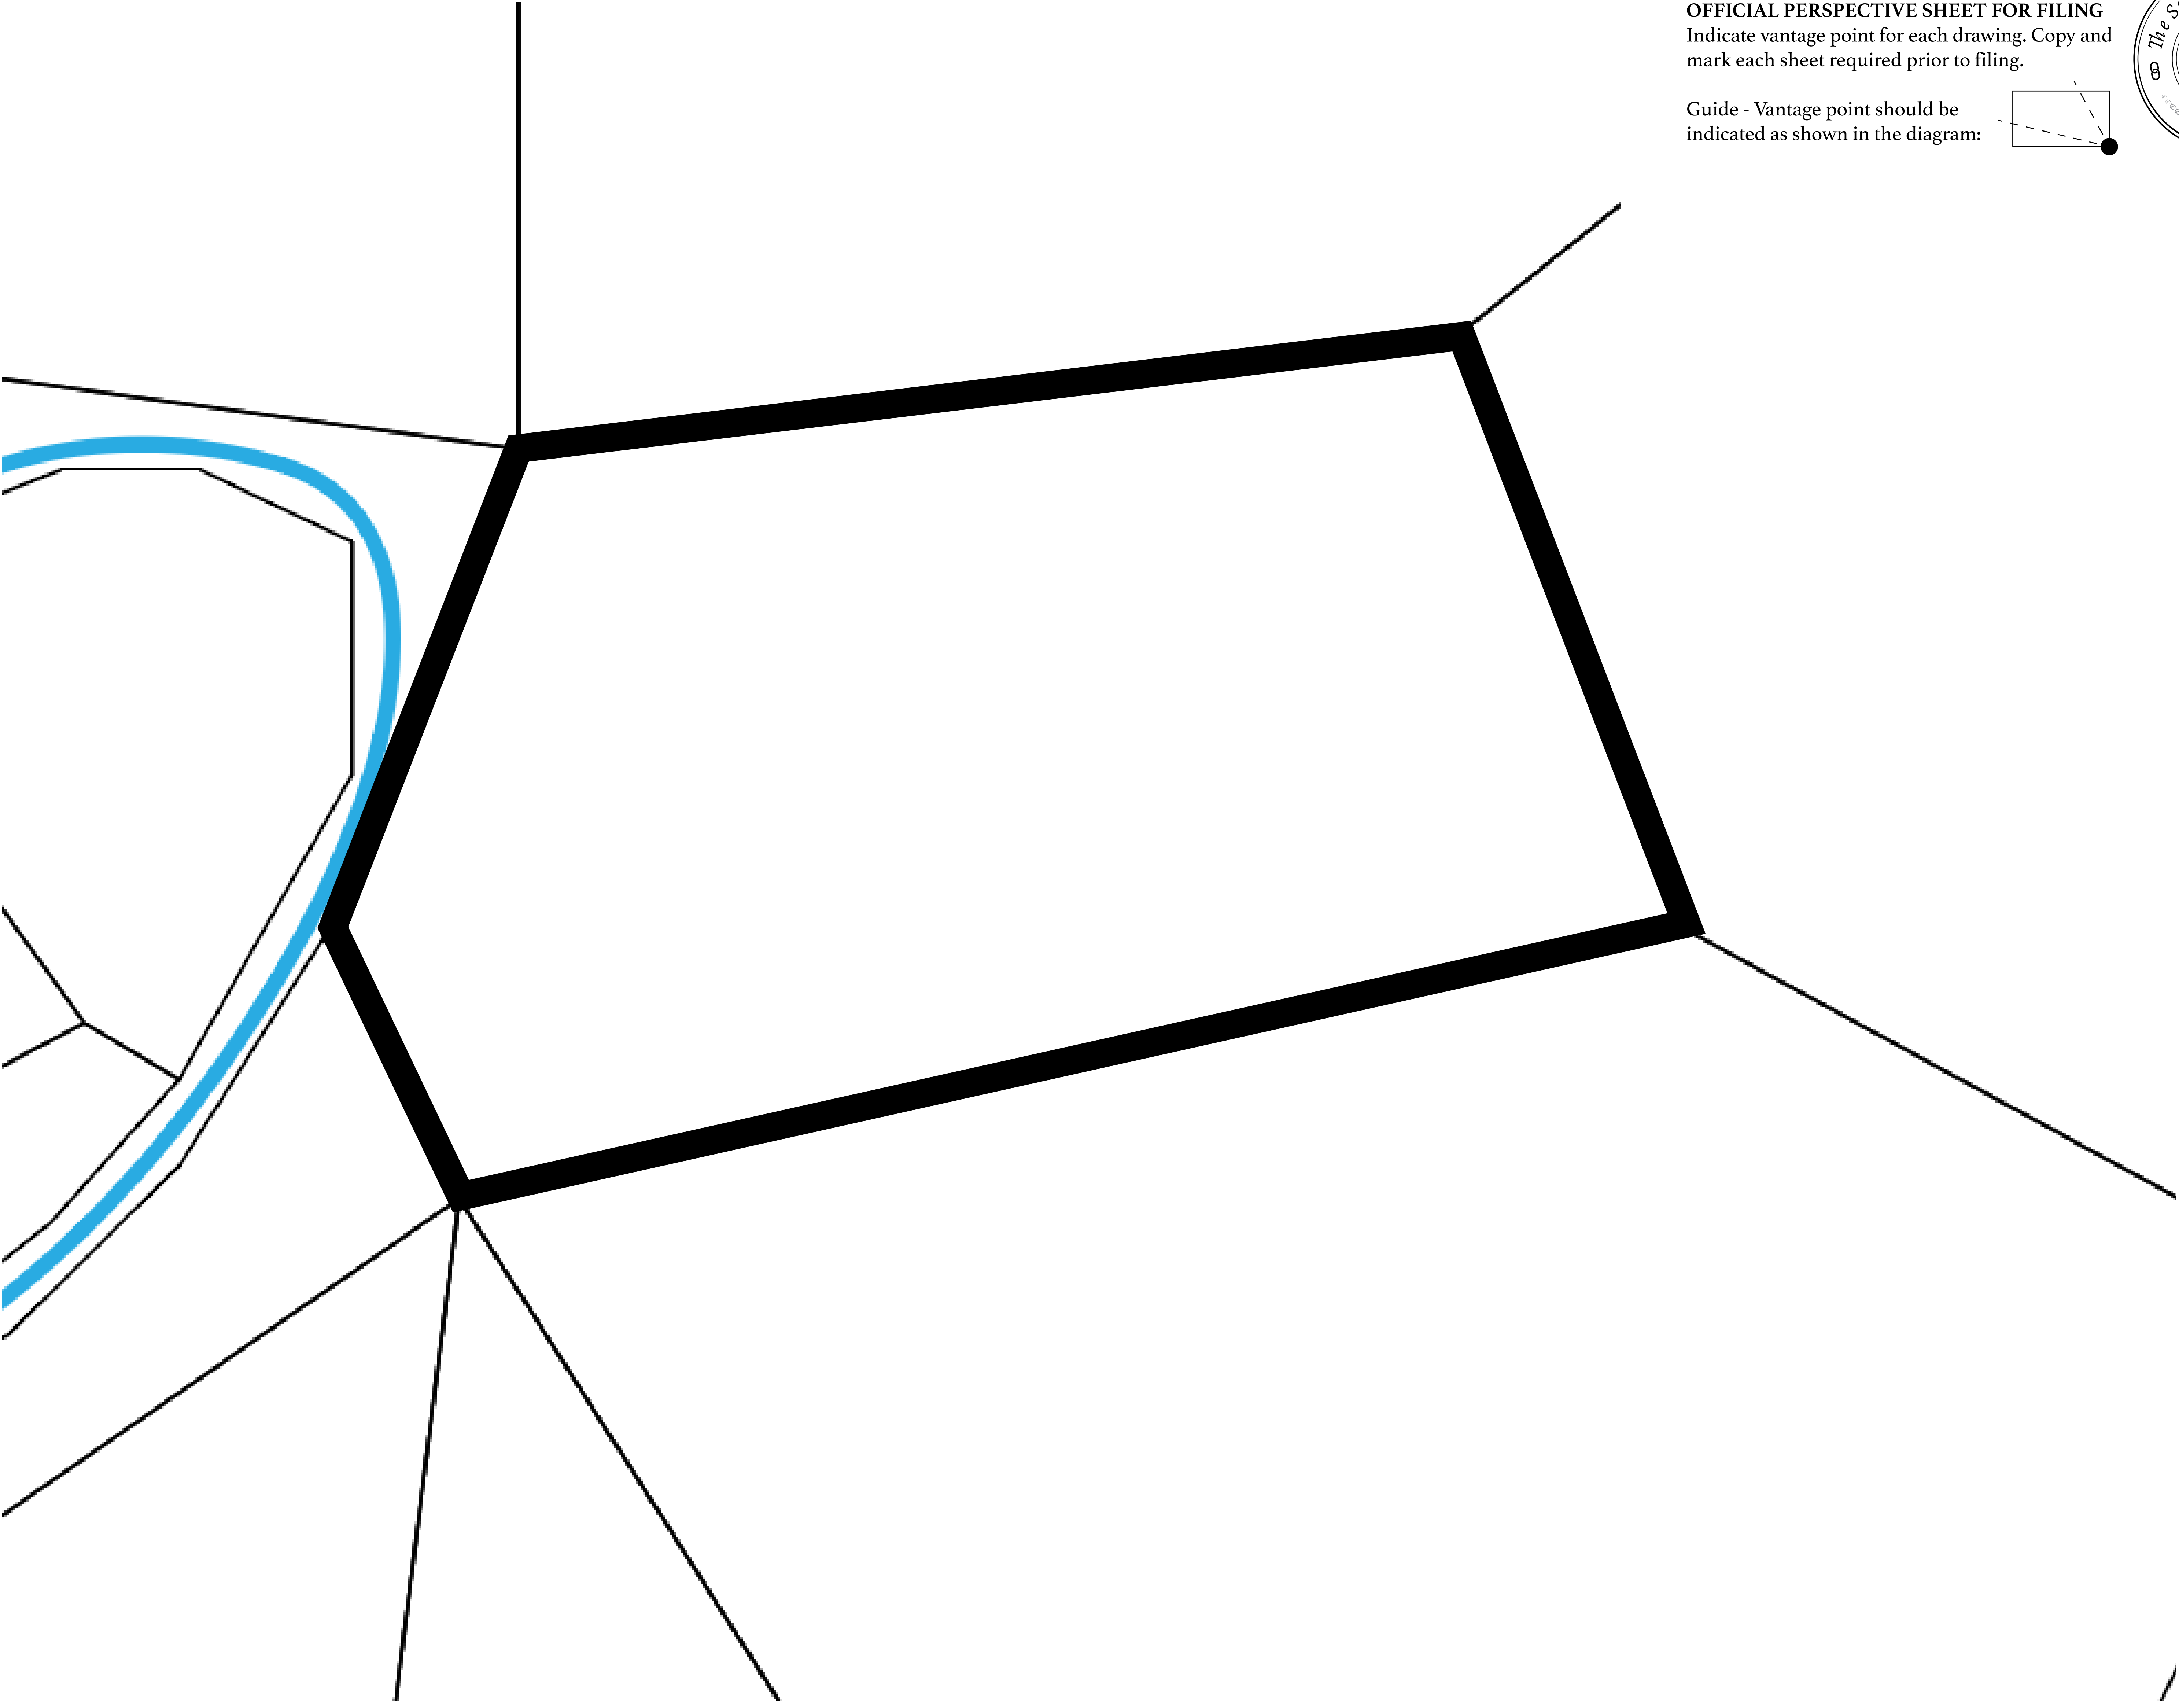 OFFICIAL PERSPECTIVE SHEET FOR FILING
Indicate vantage point for each drawing. Copy and
mark each sheet required prior to filing.
Guide - Vantage point should be
indicated as shown in the diagram:
The